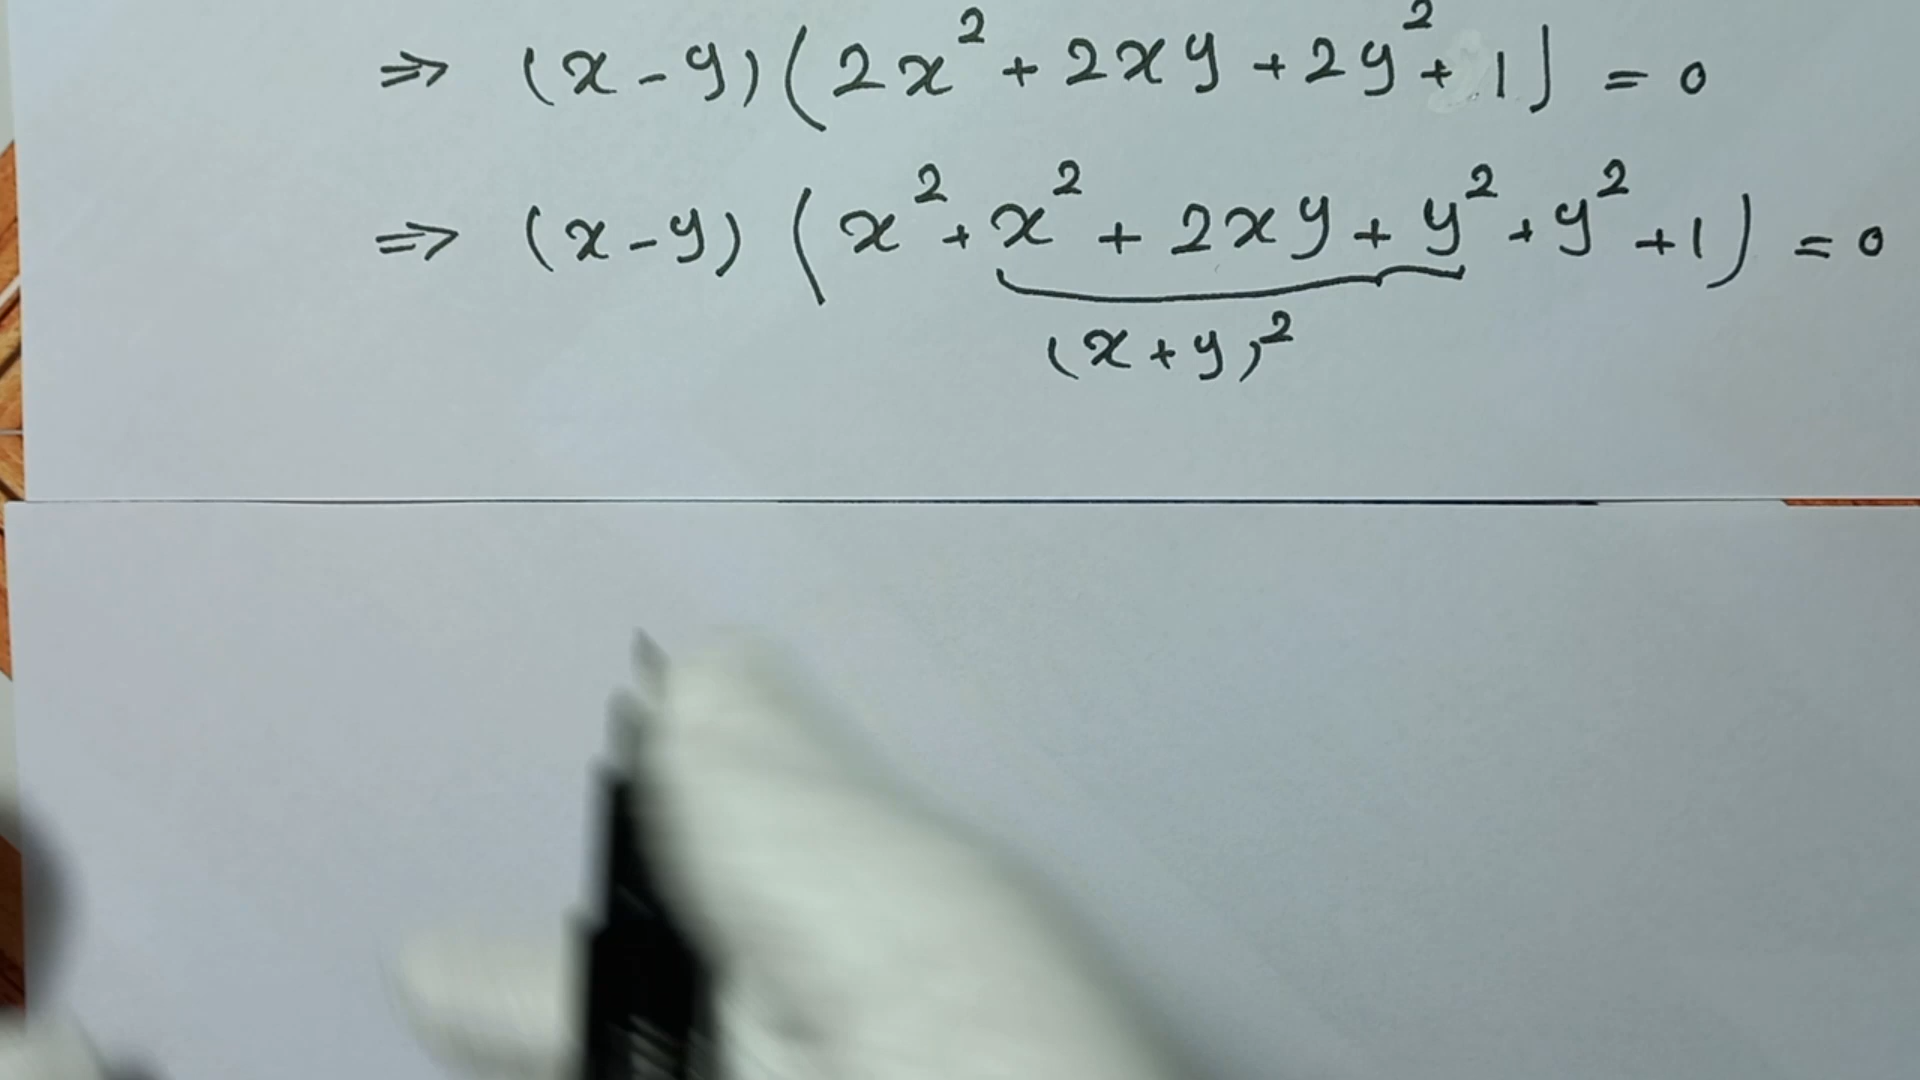 ⇒ (x-y)(2x²+2xy+2y²+1) = 0
⇒ (x-y) (x²+x²+2xy+y²+y²+1) = 0
(x+y)²